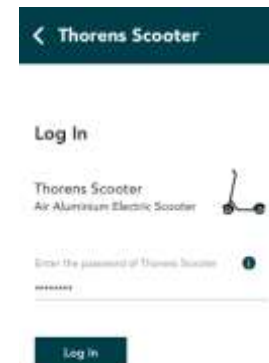 Thorens Scooter
Log In
Thorens Scooter
Air Aluminium Electric Scooter
Enter the password of Thorens Scooter
•••••••••
Log In